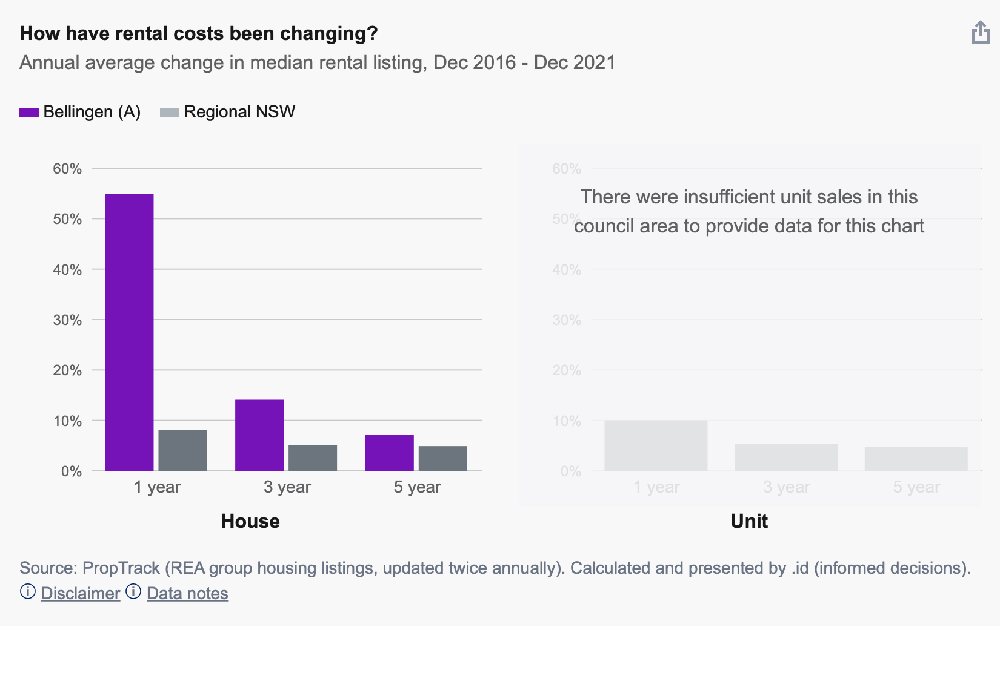 How have rental costs been changing?
Annual average change in median rental listing, Dec 2016 - Dec 2021
Bellingen (A) Regional NSW
60%
50%
40%
30%
20%
10%
0%
1 year 3 year 5 year
House
There were insufficient unit sales in this
council area to provide data for this chart
60%
50%
40%
30%
20%
10%
0%
1 year 3 year 5 year
Unit
Source: PropTrack (REA group housing listings, updated twice annually). Calculated and presented by .id (informed decisions).
Disclaimer Data notes